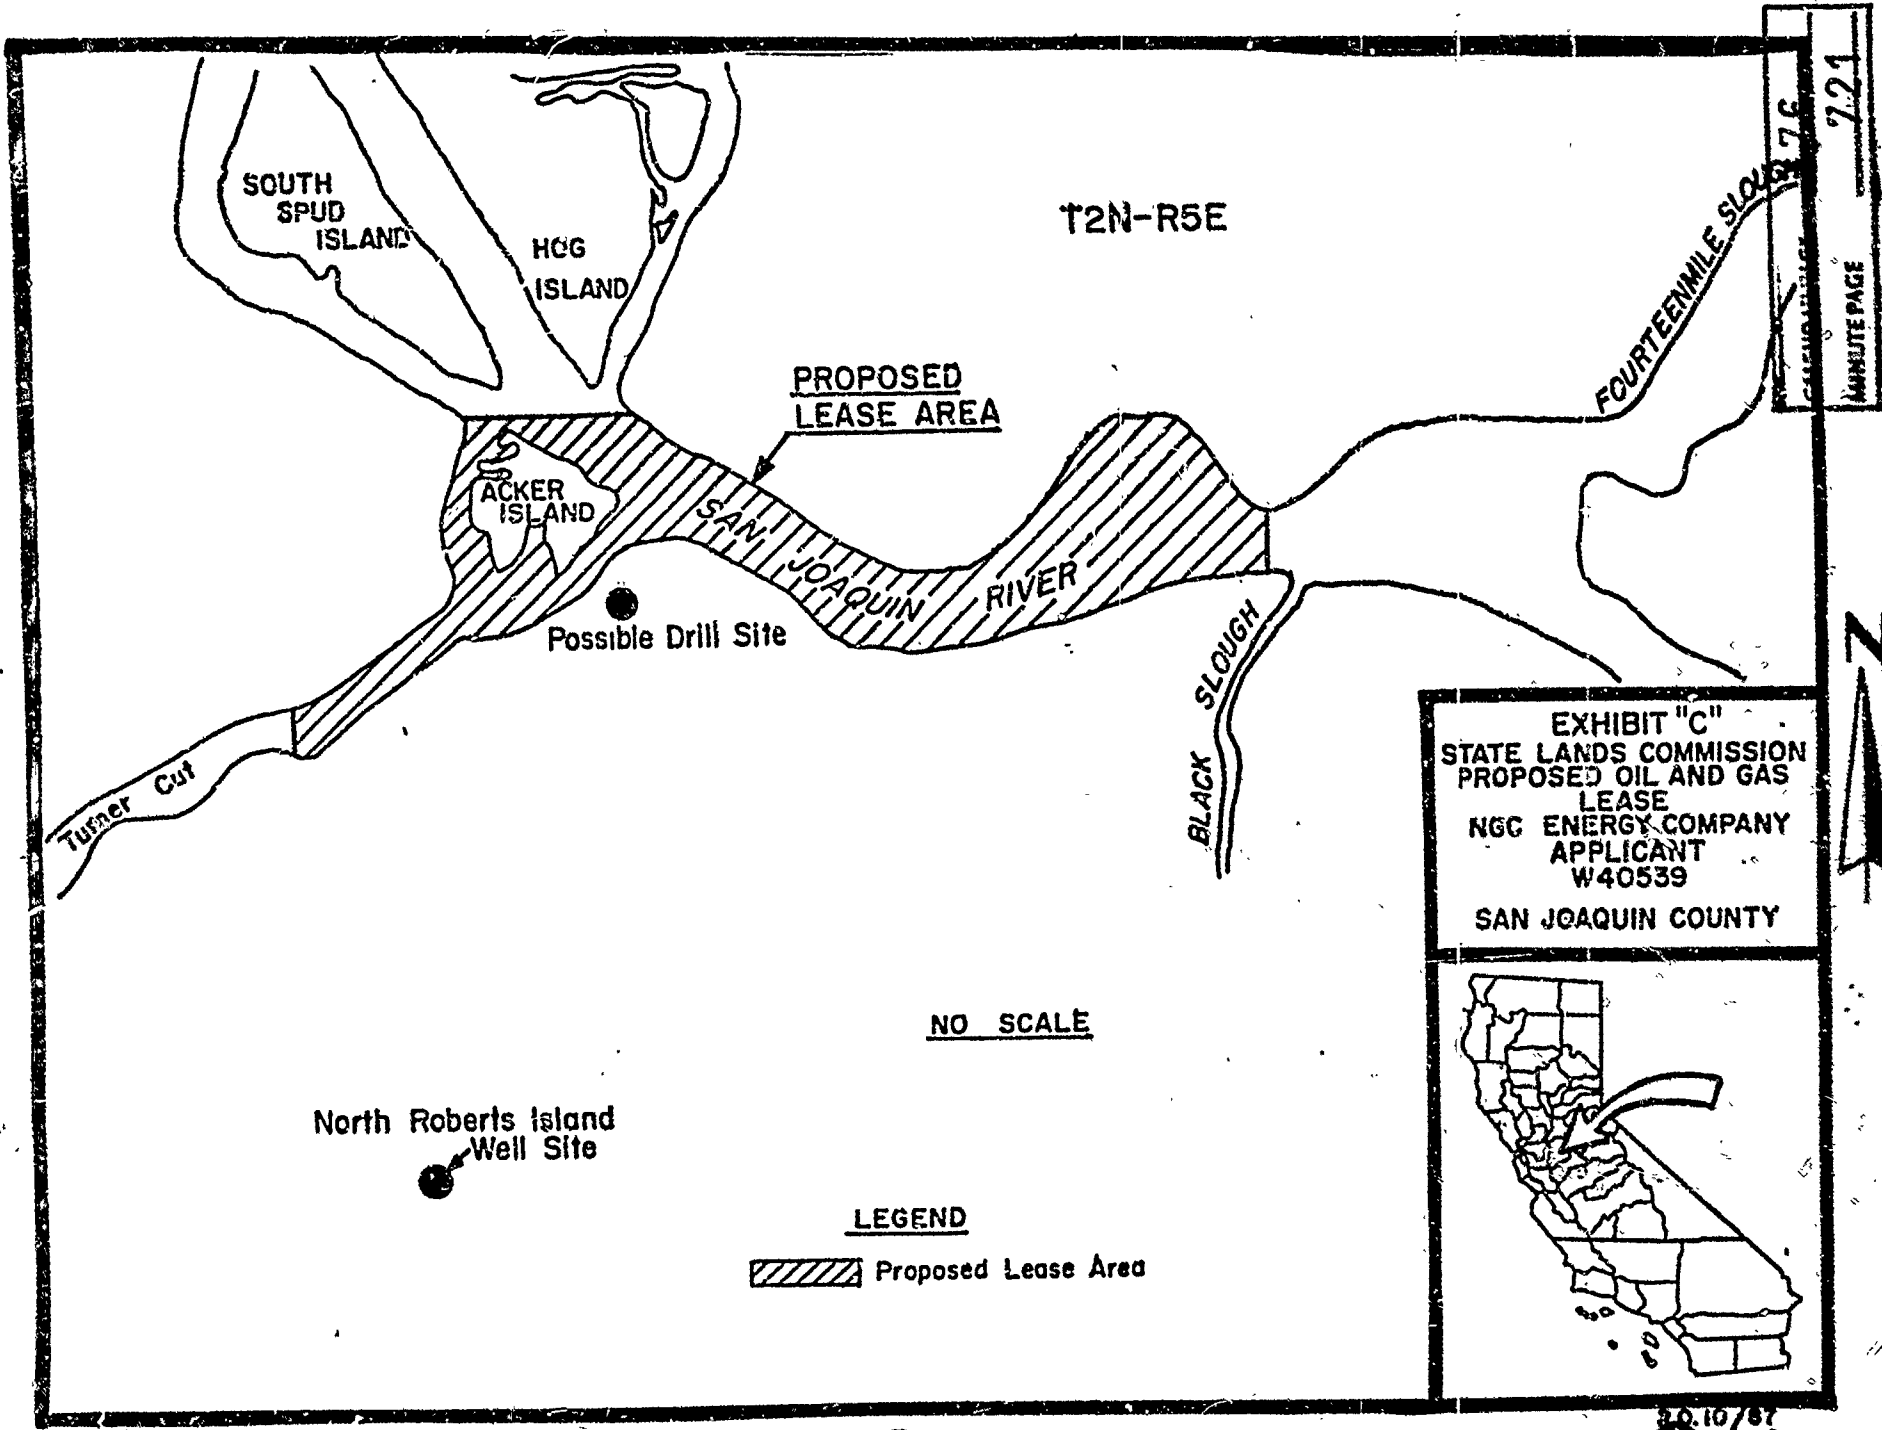 SOUTH
SPUD
ISLAND
HOG
ISLAND
T2N-R5E
FOURTEENMILE SLOUGH
76
721
MINUTE PAGE
PROPOSED
LEASE AREA
ACKER
ISLAND
SAN JOAQUIN RIVER
Possible Drill Site
BLACK SLOUGH
Turner Cut
N
EXHIBIT "C"
STATE LANDS COMMISSION
PROPOSED OIL AND GAS
LEASE
NGC ENERGY COMPANY
APPLICANT
W40539
SAN JOAQUIN COUNTY
NO SCALE
North Roberts Island
Well Site
LEGEND
Proposed Lease Area